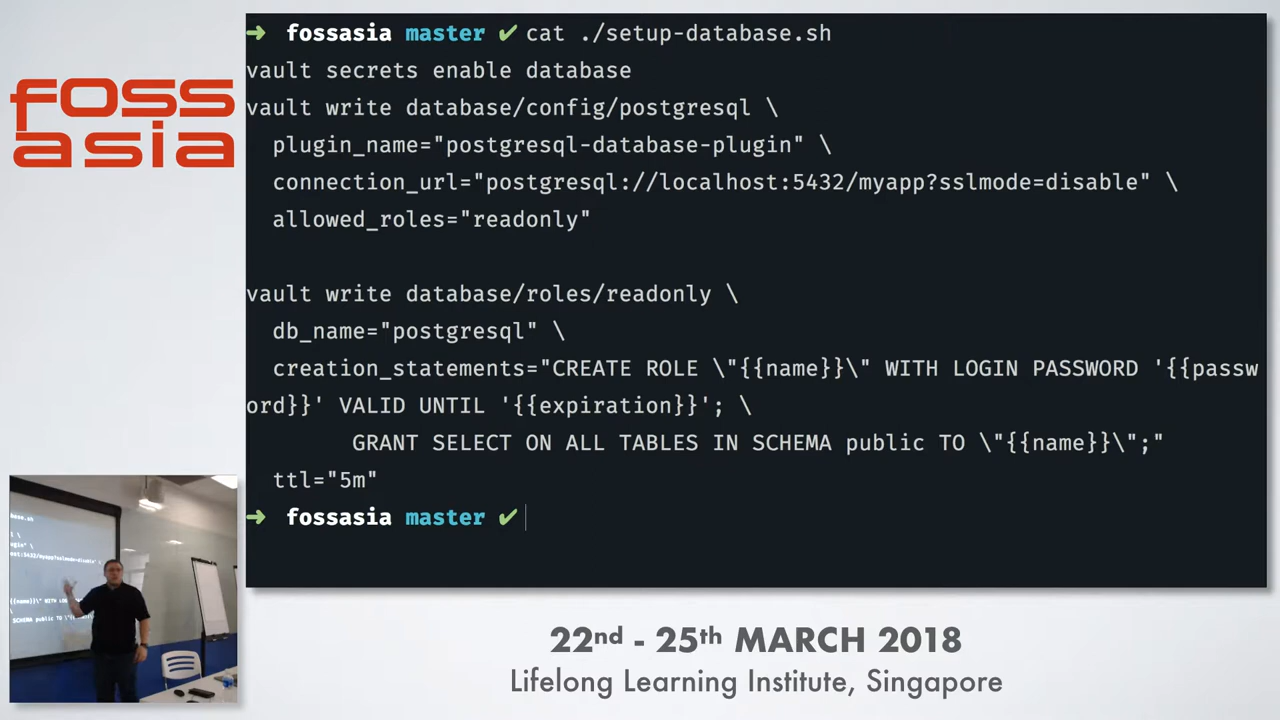 foss
asia
➜ fossasia master ✔ cat ./setup-database.sh
vault secrets enable database
vault write database/config/postgresql \
plugin_name="postgresql-database-plugin" \
connection_url="postgresql://localhost:5432/myapp?sslmode=disable" \
allowed_roles="readonly"
vault write database/roles/readonly \
db_name="postgresql" \
creation_statements="CREATE ROLE \"{{name}}\" WITH LOGIN PASSWORD '{{passw
ord}}' VALID UNTIL '{{expiration}}'; \
GRANT SELECT ON ALL TABLES IN SCHEMA public TO \"{{name}}\";"
ttl="5m"
➜ fossasia master ✔
22nd - 25th MARCH 2018
Lifelong Learning Institute, Singapore